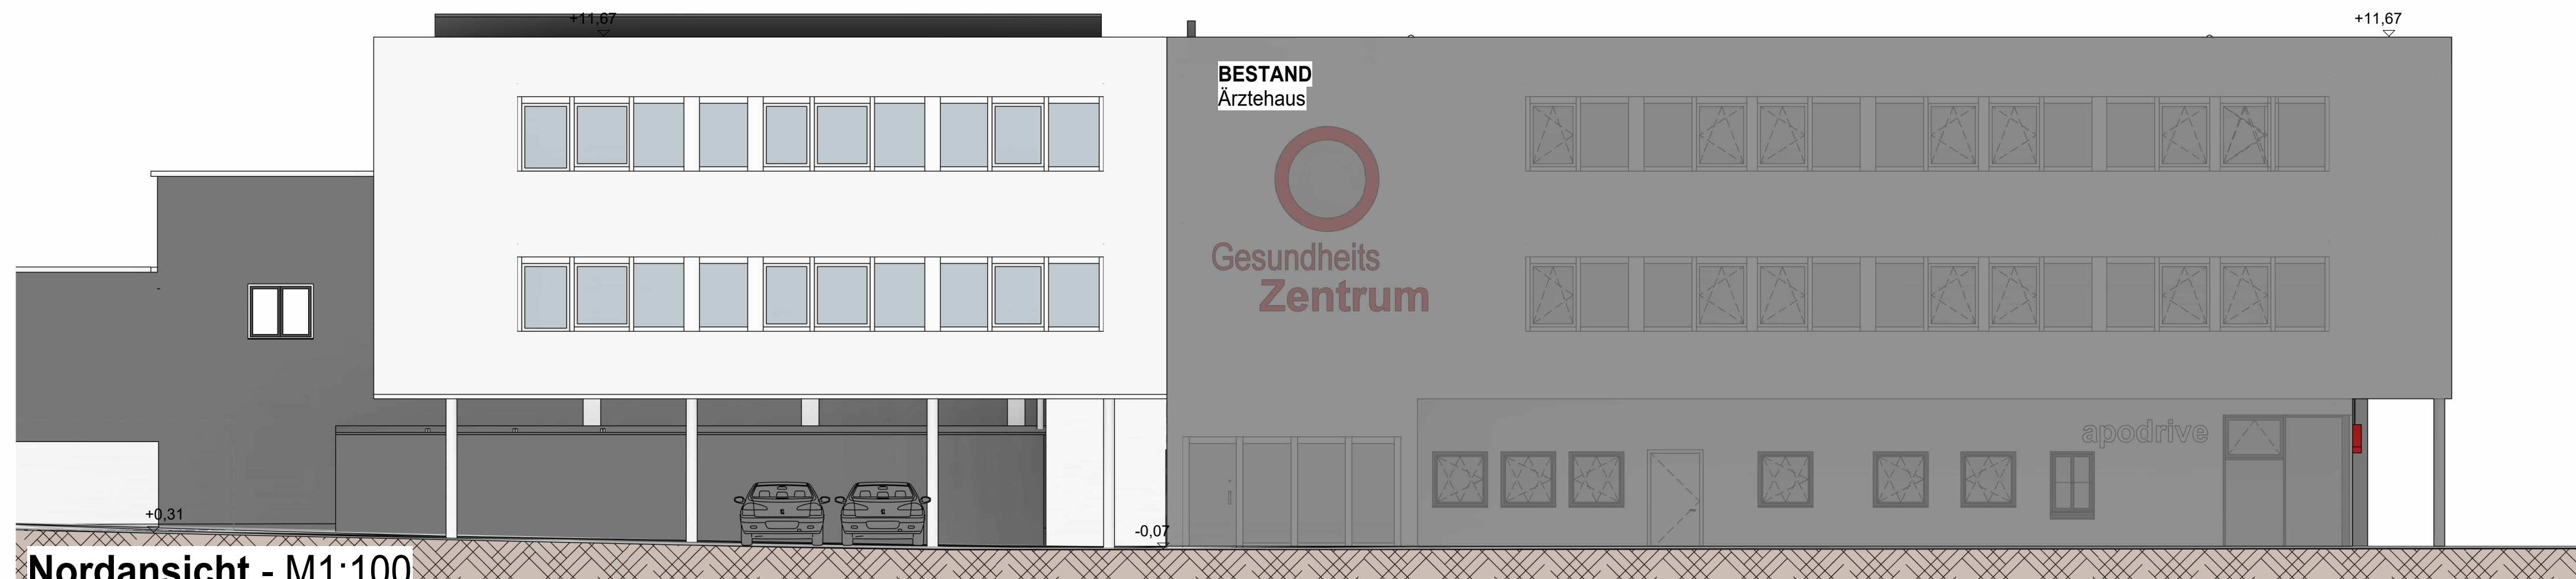 +11,67
+11,67
BESTAND
Ärztehaus
Gesundheits
Zentrum
apodrive
+0,31
-0,07
Nordansicht - M1:100